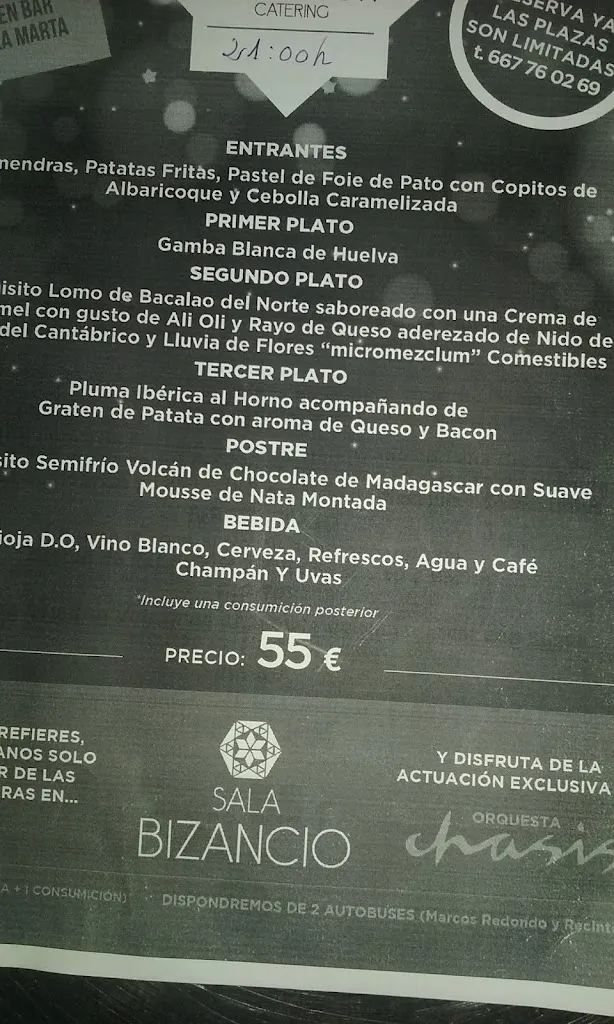 EN BAR
LA MARTA
CATERING
21:00h
RESERVA YA
LAS PLAZAS
SON LIMITADAS
t. 667 76 02 69
ENTRANTES
mendras, Patatas Fritas, Pastel de Foie de Pato con Copitos de
Albaricoque y Cebolla Caramelizada
PRIMER PLATO
Gamba Blanca de Huelva
SEGUNDO PLATO
uisito Lomo de Bacalao del Norte saboreado con una Crema de
mel con gusto de Ali Oli y Rayo de Queso aderezado de Nido de
del Cantábrico y Lluvia de Flores “micromezclum” Comestibles
TERCER PLATO
Pluma Ibérica al Horno acompañando de
Graten de Patata con aroma de Queso y Bacon
POSTRE
sito Semifrío Volcán de Chocolate de Madagascar con Suave
Mousse de Nata Montada
BEBIDA
ioja D.O, Vino Blanco, Cerveza, Refrescos, Agua y Café
Champán Y Uvas
*Incluye una consumición posterior
PRECIO: 55 €
REFIERES,
ANOS SOLO
R DE LAS
RAS EN...
SALA
BIZANCIO
Y DISFRUTA DE LA
ACTUACIÓN EXCLUSIVA
ORQUESTA
chasis
A + 1 CONSUMICIÓN)
DISPONDREMOS DE 2 AUTOBUSES (Marcos Redondo y Recint